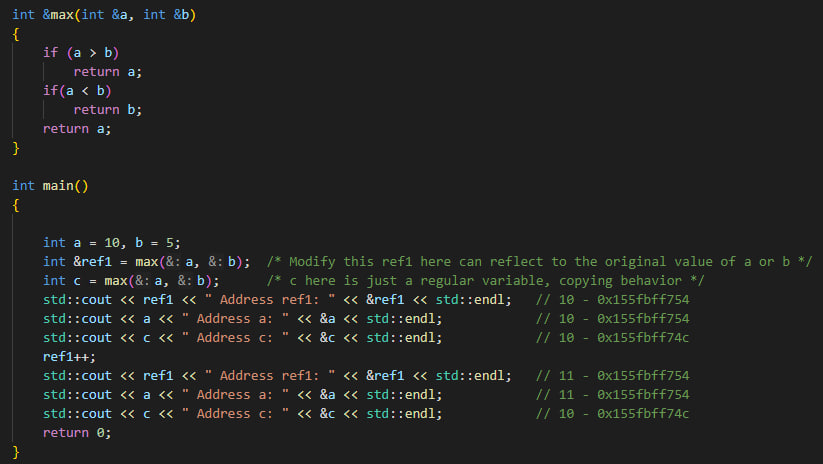 int &max(int &a, int &b)
{
    if (a > b)
        return a;
    if(a < b)
        return b;
    return a;
}
int main()
{
    int a = 10, b = 5;
    int &ref1 = max(&: a, &: b);  /* Modify this ref1 here can reflect to the original value of a or b */
    int c = max(&: a, &: b);      /* c here is just a regular variable, copying behavior */
    std::cout << ref1 << " Address ref1: " << &ref1 << std::endl;   // 10 - 0x155fbff754
    std::cout << a << " Address a: " << &a << std::endl;            // 10 - 0x155fbff754
    std::cout << c << " Address c: " << &c << std::endl;            // 10 - 0x155fbff74c
    ref1++;
    std::cout << ref1 << " Address ref1: " << &ref1 << std::endl;   // 11 - 0x155fbff754
    std::cout << a << " Address a: " << &a << std::endl;            // 11 - 0x155fbff754
    std::cout << c << " Address c: " << &c << std::endl;            // 10 - 0x155fbff74c
    return 0;
}